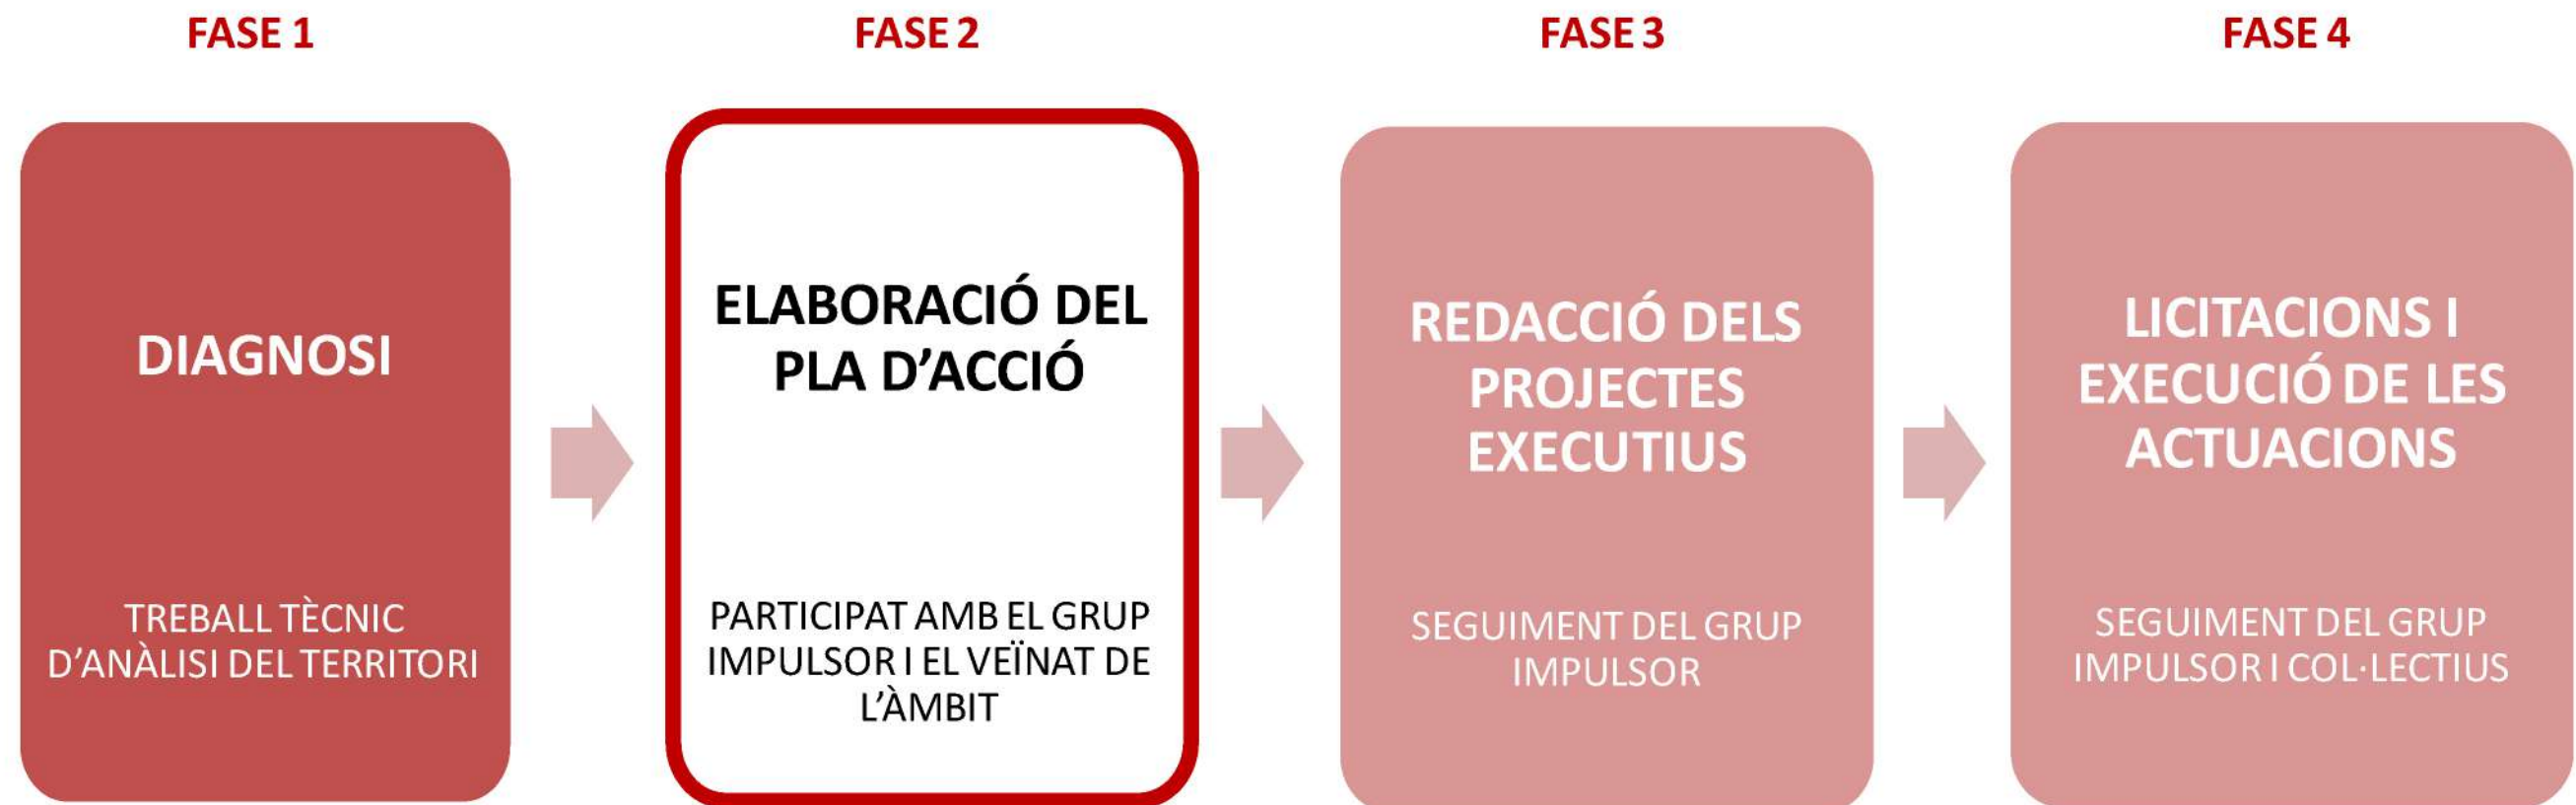 FASE 1
DIAGNOSI
TREBALL TÈCNIC
D’ANÀLISI DEL TERRITORI
FASE 2
ELABORACIÓ DEL
PLA D’ACCIÓ
PARTICIPAT AMB EL GRUP
IMPULSOR I EL VEÏNAT DE
L’ÀMBIT
FASE 3
REDACCIÓ DELS
PROJECTES
EXECUTIUS
SEGUIMENT DEL GRUP
IMPULSOR
FASE 4
LICITACIONS I
EXECUCIÓ DE LES
ACTUACIONS
SEGUIMENT DEL GRUP
IMPULSOR I COL·LECTIUS